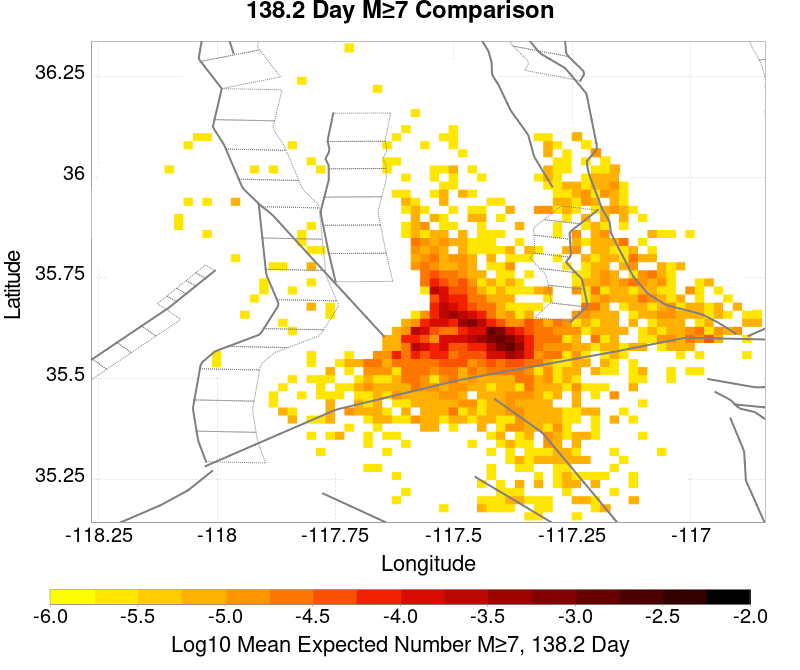 138.2 Day M≥7 Comparison
36.25
36
35.75
35.5
35.25
Latitude
-118.25 -118 -117.75 -117.5 -117.25 -117
Longitude
-6.0 -5.5 -5.0 -4.5 -4.0 -3.5 -3.0 -2.5 -2.0
Log10 Mean Expected Number M≥7, 138.2 Day